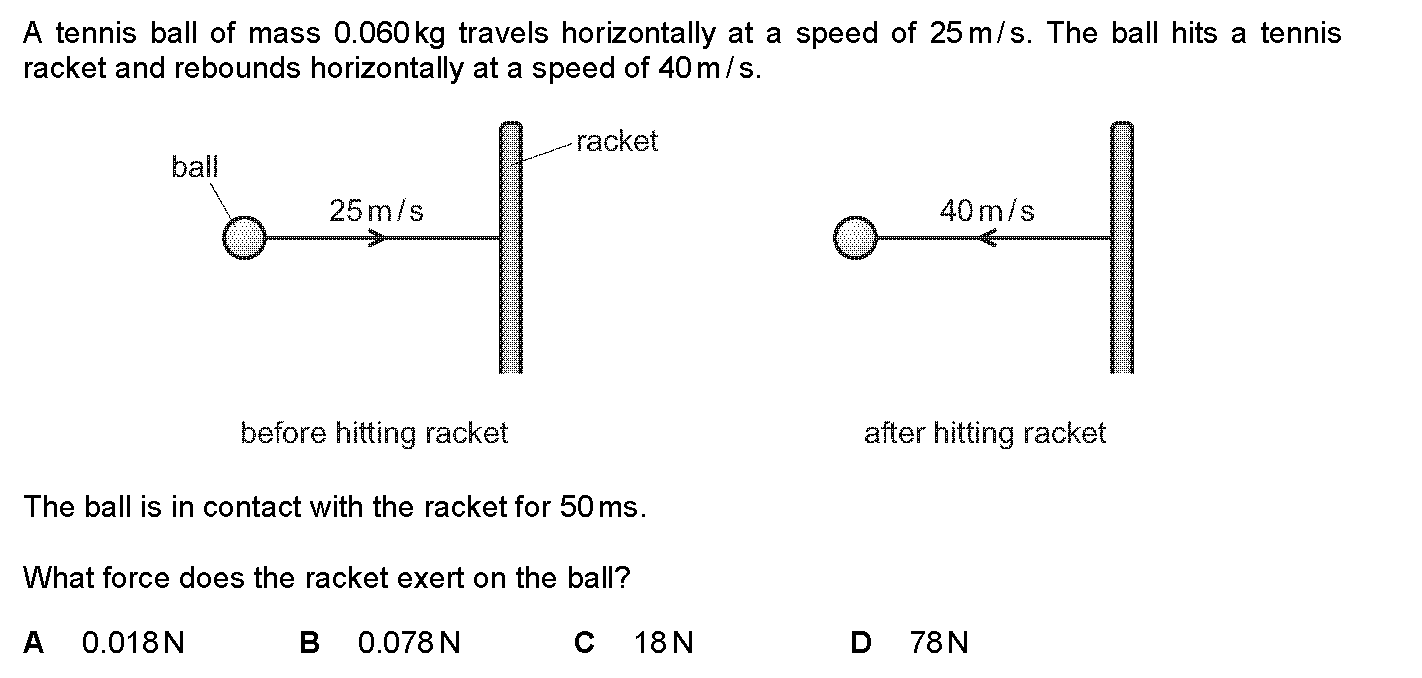 A tennis ball of mass 0.060 kg travels horizontally at a speed of 25 m / s. The ball hits a tennis
racket and rebounds horizontally at a speed of 40 m / s.
racket
ball
25 m / s
40 m / s
before hitting racket
after hitting racket
The ball is in contact with the racket for 50 ms.
What force does the racket exert on the ball?
A 0.018 N B 0.078 N C 18 N D 78 N